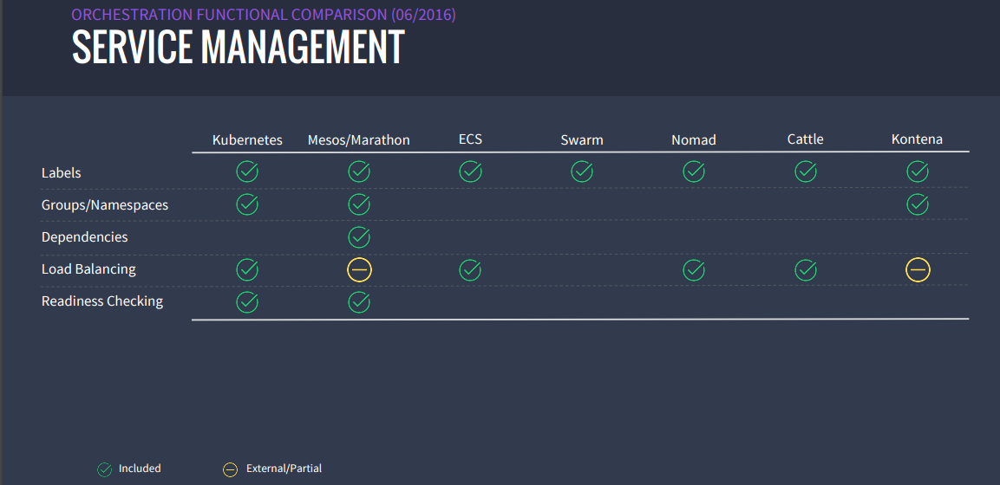 ORCHESTRATION FUNCTIONAL COMPARISON (06/2016)
SERVICE MANAGEMENT
Kubernetes Mesos/Marathon ECS Swarm Nomad Cattle Kontena
Labels
Groups/Namespaces
Dependencies
Load Balancing
Readiness Checking
Included External/Partial